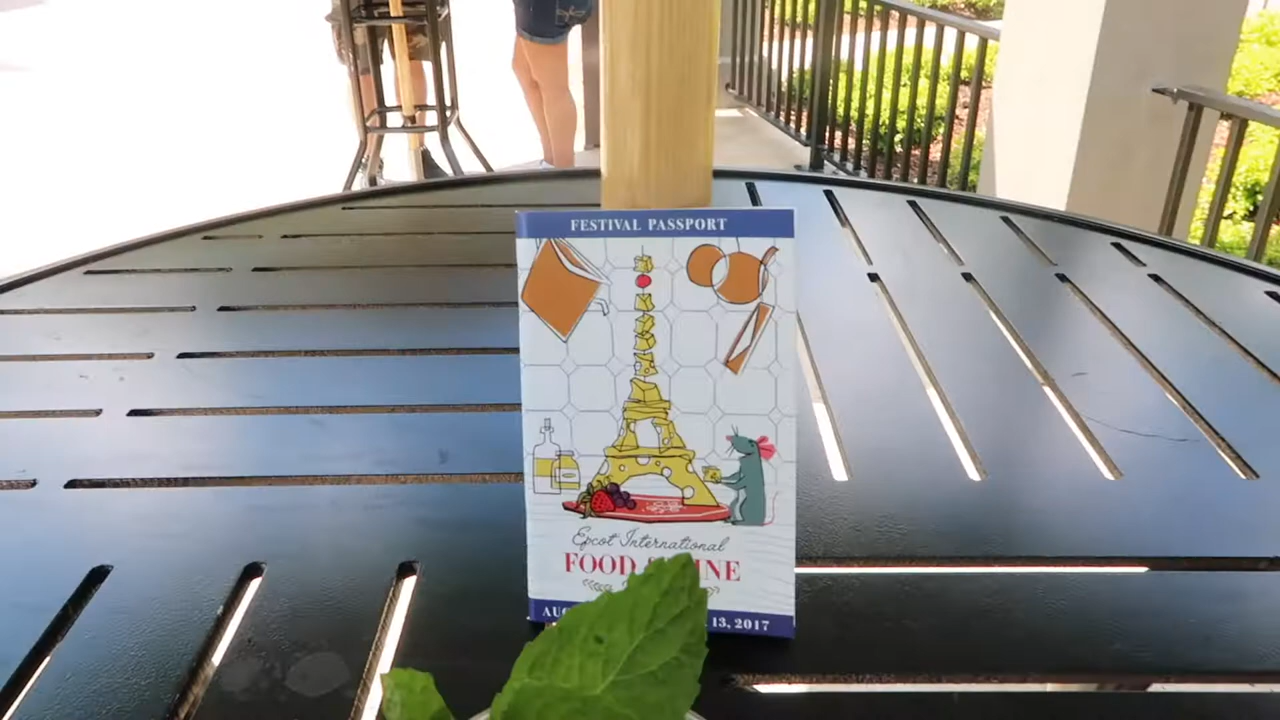 FESTIVAL PASSPORT
Epcot International
FOOD &
13, 2017